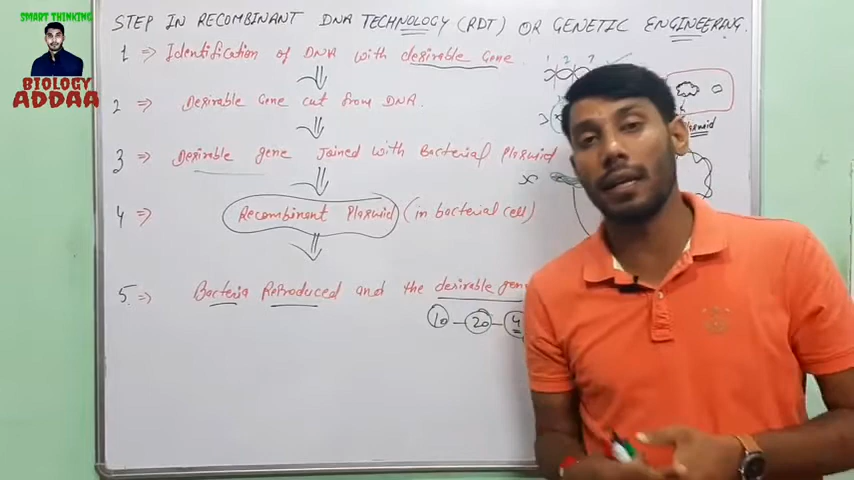 SMART THINKING
BIOLOGY
ADDAA
STEP IN RECOMBINANT DNA TECHNOLOGY (RDT) OR GENETIC ENGINEERING.
1 => Identification of DNA with desirable Gene.
2 => Desirable Gene cut from DNA.
3 => Desirable gene Joined with Bacterial Plasmid
4 => Recombinent Plasmid (in bacterial cell)
5. => Bacteria Reproduced and the desirable gene
10 - 20 - 4